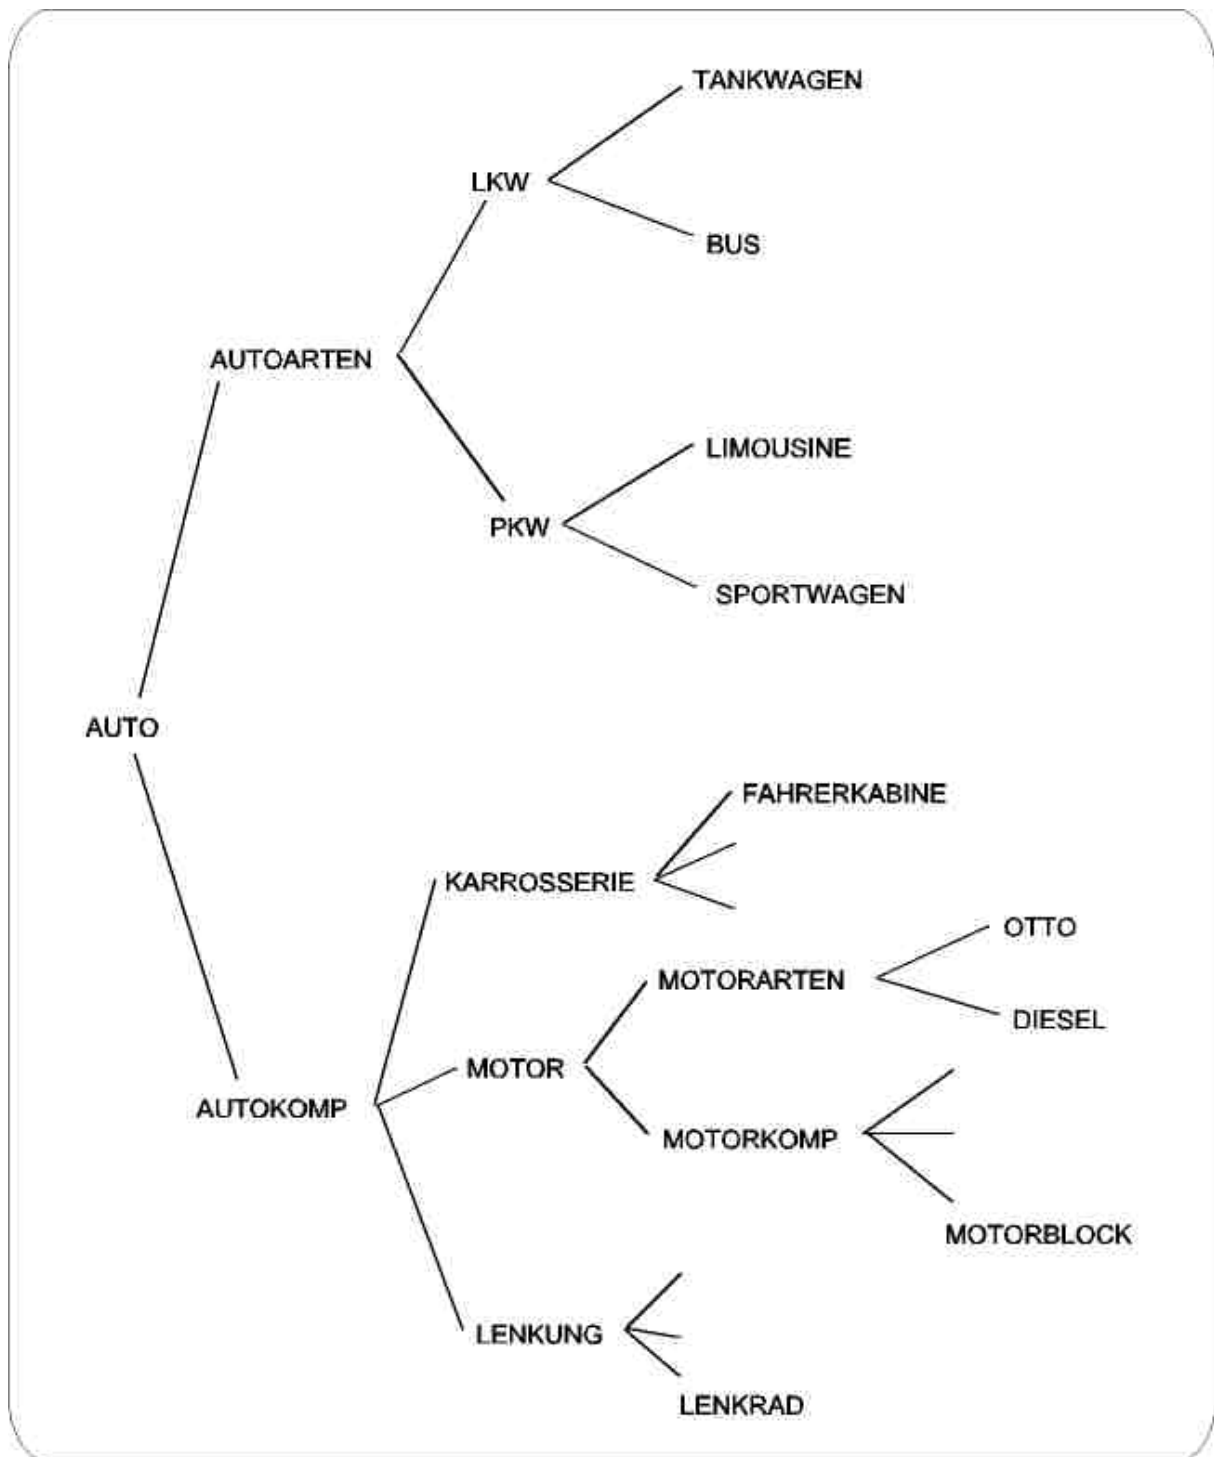 TANKWAGEN
LKW
BUS
AUTOARTEN
LIMOUSINE
PKW
SPORTWAGEN
AUTO
FAHRERKABINE
KARROSSERIE
OTTO
MOTORARTEN
DIESEL
MOTOR
AUTOKOMP
MOTORKOMP
MOTORBLOCK
LENKUNG
LENKRAD